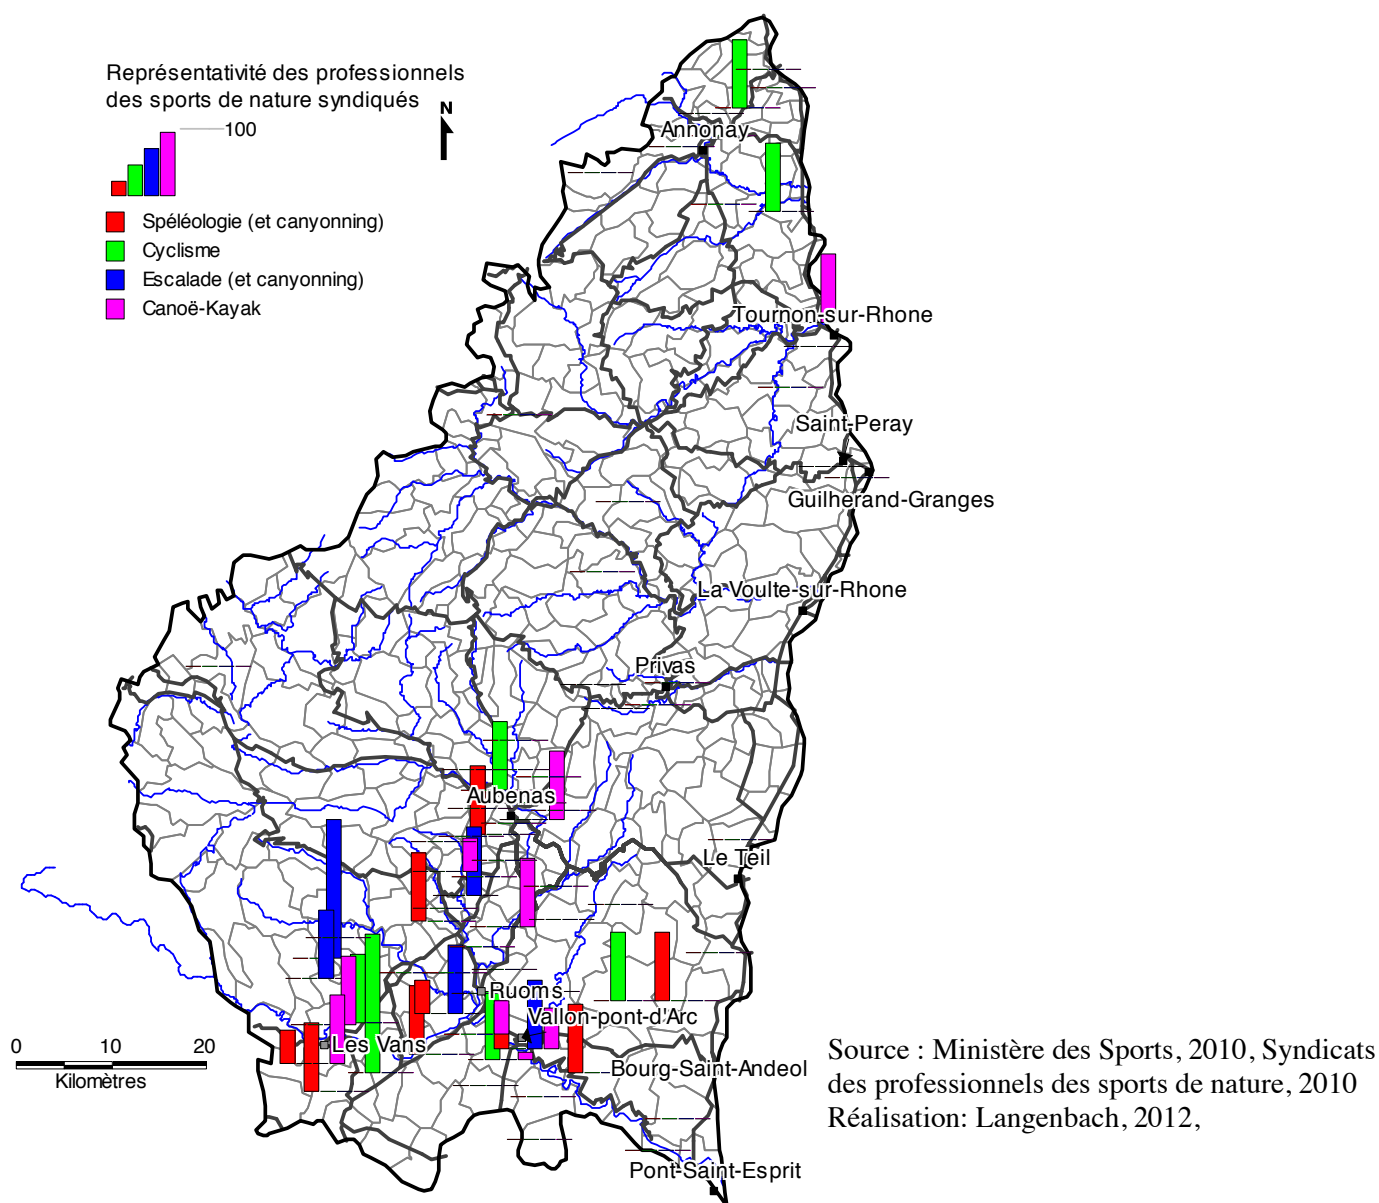 Représentativité des professionnels
des sports de nature syndiqués
N
100
Spéléologie (et canyonning)
Cyclisme
Escalade (et canyonning)
Canoë-Kayak
Annonay
Tournon-sur-Rhone
Saint-Peray
Guilherand-Granges
La Voulte-sur-Rhone
Privas
Aubenas
Le Teil
Ruoms
Vallon-pont-d'Arc
Les Vans
Bourg-Saint-Andeol
Pont-Saint-Esprit
0 10 20
Kilomètres
Source : Ministère des Sports, 2010, Syndicats
des professionnels des sports de nature, 2010
Réalisation: Langenbach, 2012,